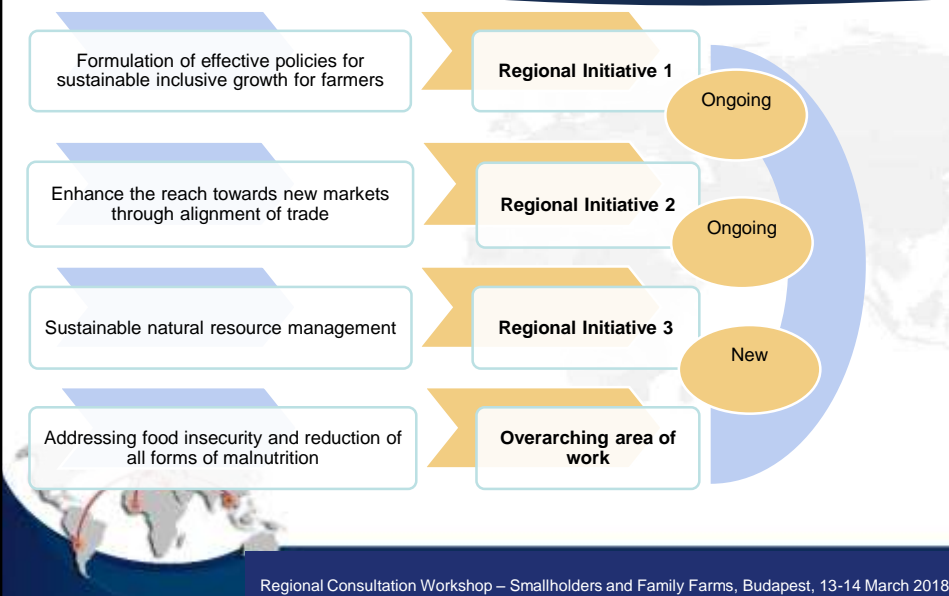 Formulation of effective policies for
sustainable inclusive growth for farmers
Regional Initiative 1
Ongoing
Enhance the reach towards new markets
through alignment of trade
Regional Initiative 2
Ongoing
Sustainable natural resource management
Regional Initiative 3
New
Addressing food insecurity and reduction of
all forms of malnutrition
Overarching area of
work
Regional Consultation Workshop – Smallholders and Family Farms, Budapest, 13-14 March 2018